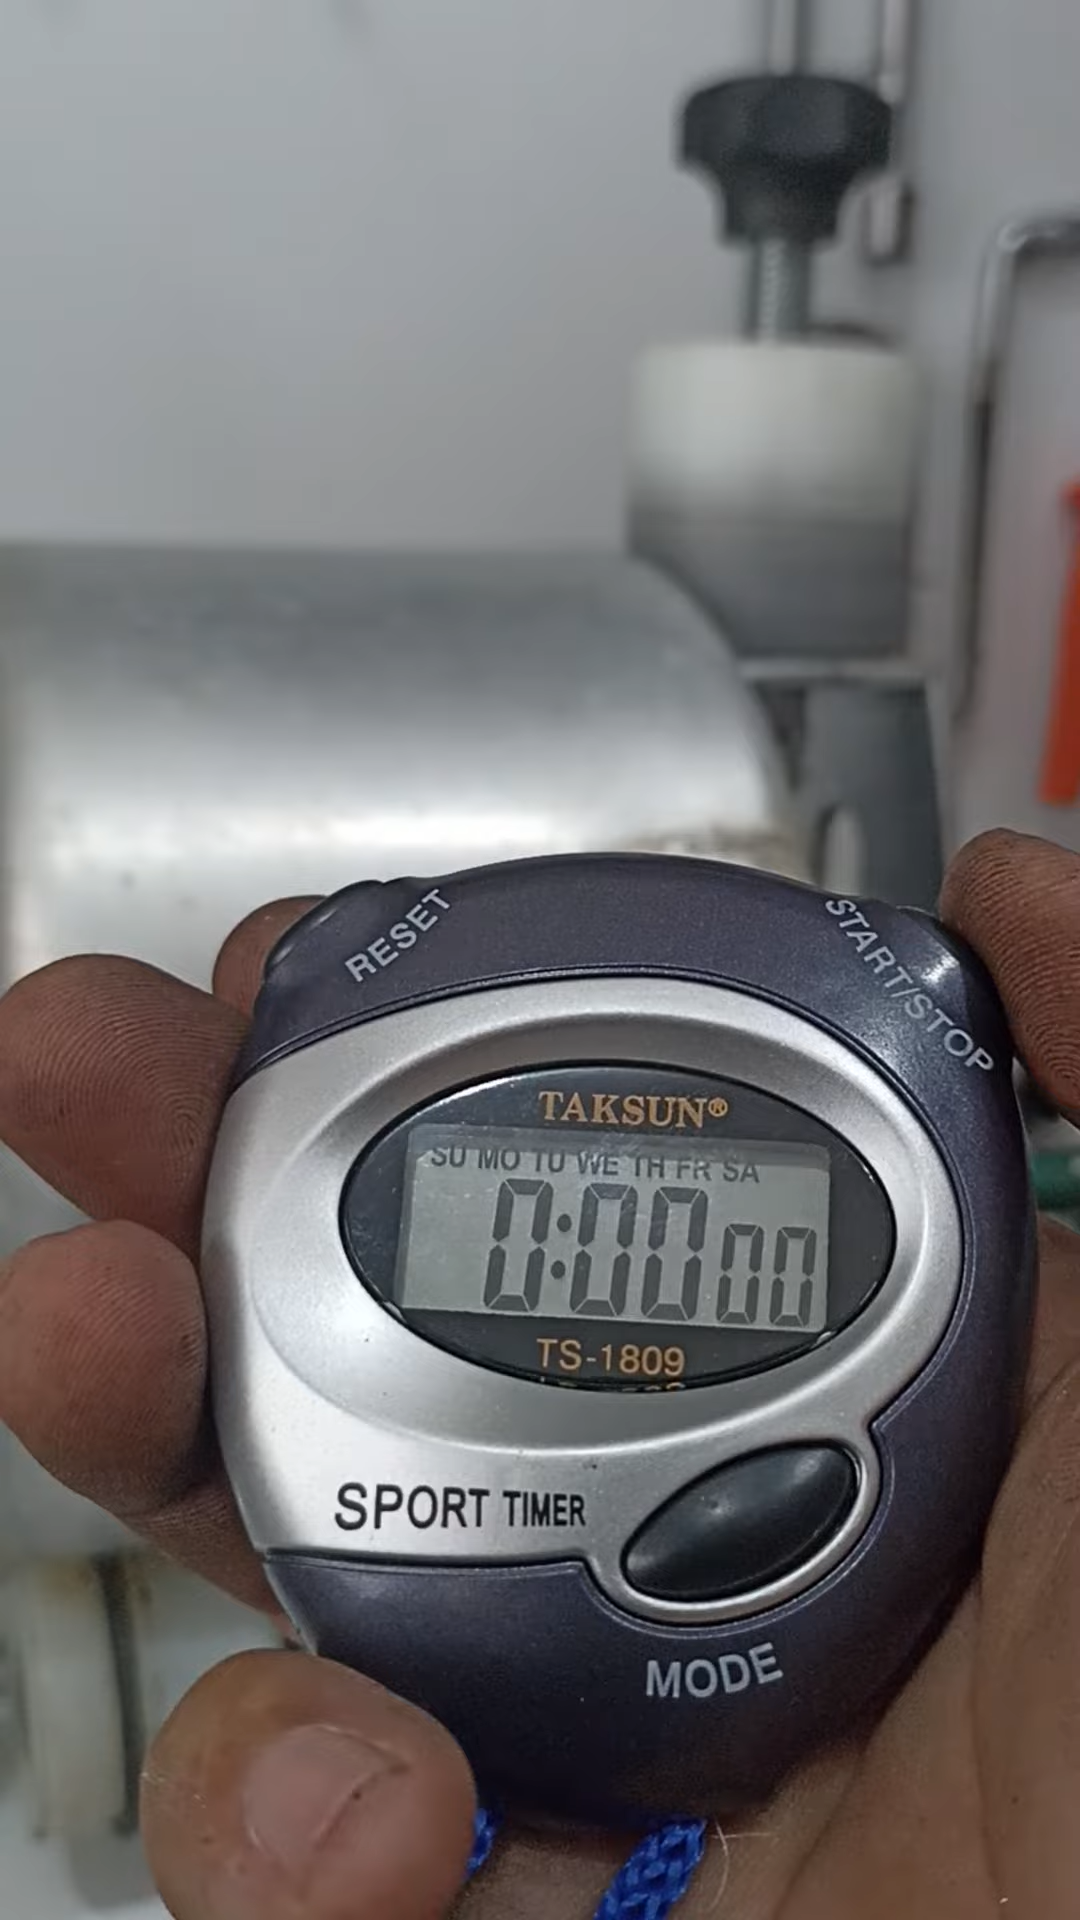 RESET
START/STOP
TAKSUN®
SU MO TU WE TH FR SA
0:00 00
TS-1809
SPORT TIMER
MODE